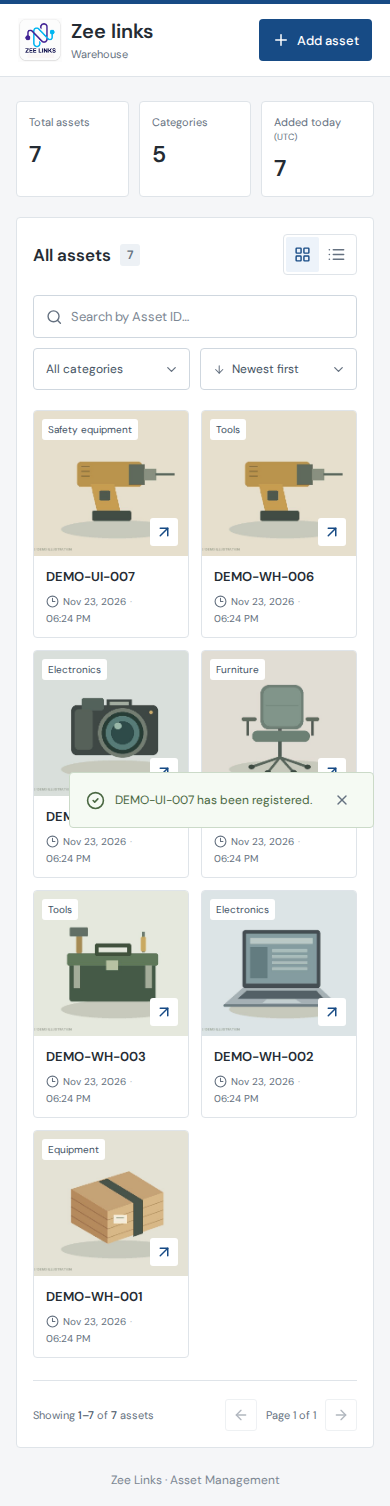 ZEE LINKS
Zee links
Warehouse
Add asset
Total assets
7
Categories
5
Added today
(UTC)
7
All assets 7
Search by Asset ID...
All categories
Newest first
Safety equipment
DEMO-UI-007
Nov 23, 2026 ·
06:24 PM
Tools
DEMO-WH-006
Nov 23, 2026 ·
06:24 PM
Electronics
Furniture
DEMO-UI-007 has been registered.
Nov 23, 2026 ·
06:24 PM
Nov 23, 2026 ·
06:24 PM
Tools
DEMO-WH-003
Nov 23, 2026 ·
06:24 PM
Electronics
DEMO-WH-002
Nov 23, 2026 ·
06:24 PM
Equipment
DEMO-WH-001
Nov 23, 2026 ·
06:24 PM
Showing 1–7 of 7 assets
Page 1 of 1
Zee Links · Asset Management